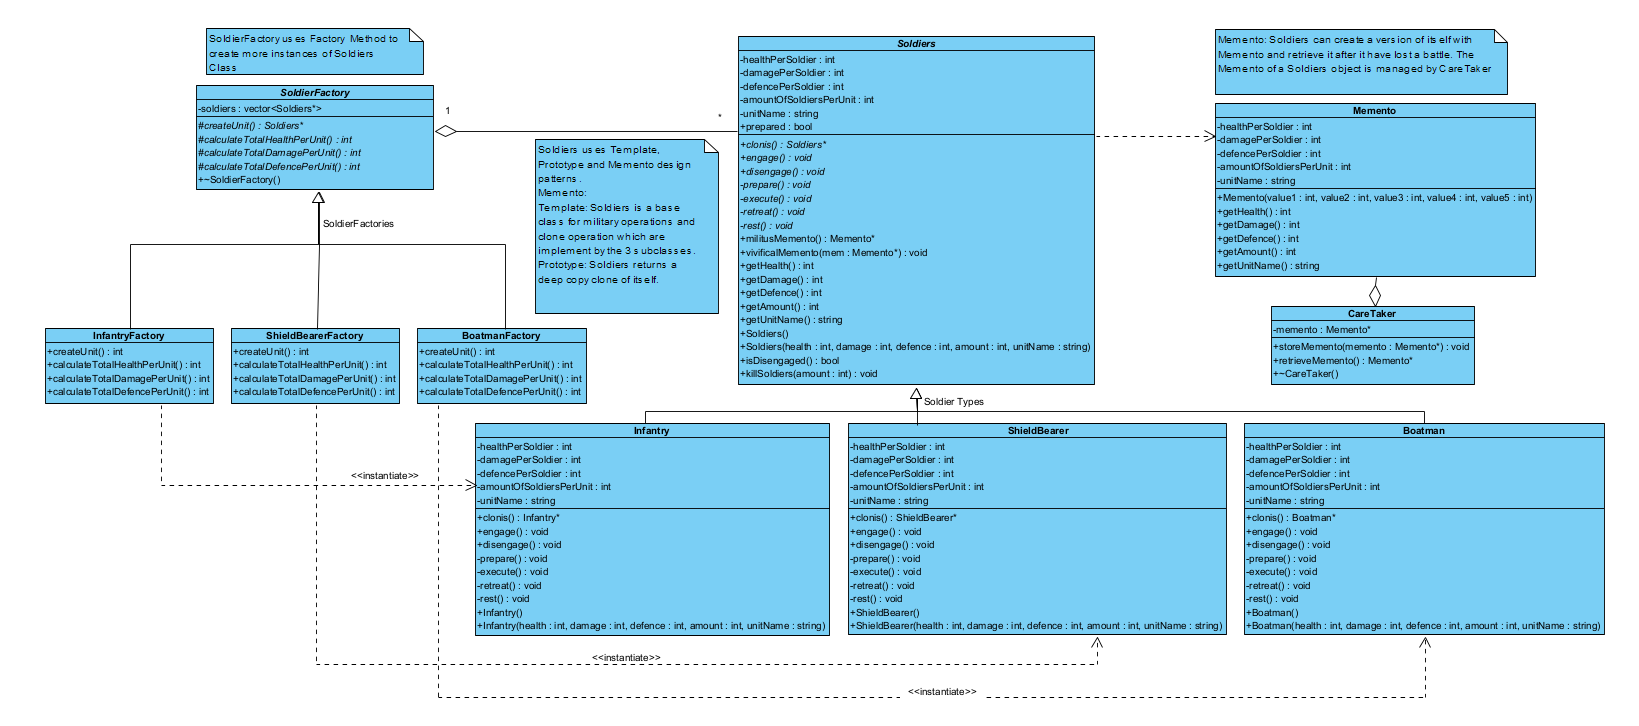 SoldierFactory uses Factory Method to
create more instances of Soldiers
Class
SoldierFactory
-soldiers : vector<Soldiers*>
#createUnit() : Soldiers*
#calculateTotalHealthPerUnit() : int
#calculateTotalDamagePerUnit() : int
#calculateTotalDefencePerUnit() : int
+~SoldierFactory()
1
*
SoldierFactories
Soldiers uses Template,
Prototype and Memento design
patterns.
Memento:
Template: Soldiers is a base
class for military operations and
clone operation which are
implement by the 3 subclasses.
Prototype: Soldiers returns a
deep copy clone of itself.
Soldiers
-healthPerSoldier : int
-damagePerSoldier : int
-defencePerSoldier : int
-amountOfSoldiersPerUnit : int
-unitName : string
+prepared : bool
+clonis() : Soldiers*
+engage() : void
+disengage() : void
-prepare() : void
-execute() : void
-retreat() : void
-rest() : void
+militusMemento() : Memento*
+vivificaMemento(mem : Memento*) : void
+getHealth() : int
+getDamage() : int
+getDefence() : int
+getAmount() : int
+getUnitName() : string
+Soldiers()
+Soldiers(health : int, damage : int, defence : int, amount : int, unitName : string)
+isDisengaged() : bool
+killSoldiers(amount : int) : void
Memento: Soldiers can create a version of itself with
Memento and retrieve it after it have lost a battle. The
Memento of a Soldiers object is managed by CareTaker
Memento
-healthPerSoldier : int
-damagePerSoldier : int
-defencePerSoldier : int
-amountOfSoldiersPerUnit : int
-unitName : string
+Memento(value1 : int, value2 : int, value3 : int, value4 : int, value5 : int)
+getHealth() : int
+getDamage() : int
+getDefence() : int
+getAmount() : int
+getUnitName() : string
CareTaker
-memento : Memento*
+storeMemento(memento : Memento*) : void
+retrieveMemento() : Memento*
+~CareTaker()
InfantryFactory
+createUnit() : int
+calculateTotalHealthPerUnit() : int
+calculateTotalDamagePerUnit() : int
+calculateTotalDefencePerUnit() : int
ShieldBearerFactory
+createUnit() : int
+calculateTotalHealthPerUnit() : int
+calculateTotalDamagePerUnit() : int
+calculateTotalDefencePerUnit() : int
BoatmanFactory
+createUnit() : int
+calculateTotalHealthPerUnit() : int
+calculateTotalDamagePerUnit() : int
+calculateTotalDefencePerUnit() : int
Soldier Types
<<instantiate>>
Infantry
-healthPerSoldier : int
-damagePerSoldier : int
-defencePerSoldier : int
-amountOfSoldiersPerUnit : int
-unitName : string
+clonis() : Infantry*
+engage() : void
+disengage() : void
-prepare() : void
-execute() : void
-retreat() : void
-rest() : void
+Infantry()
+Infantry(health : int, damage : int, defence : int, amount : int, unitName : string)
ShieldBearer
-healthPerSoldier : int
-damagePerSoldier : int
-defencePerSoldier : int
-amountOfSoldiersPerUnit : int
-unitName : string
+clonis() : ShieldBearer*
+engage() : void
+disengage() : void
-prepare() : void
-execute() : void
-retreat() : void
-rest() : void
+ShieldBearer()
+ShieldBearer(health : int, damage : int, defence : int, amount : int, unitName : string)
Boatman
-healthPerSoldier : int
-damagePerSoldier : int
-defencePerSoldier : int
-amountOfSoldiersPerUnit : int
-unitName : string
+clonis() : Boatman*
+engage() : void
+disengage() : void
-prepare() : void
-execute() : void
-retreat() : void
-rest() : void
+Boatman()
+Boatman(health : int, damage : int, defence : int, amount : int, unitName : string)
<<instantiate>>
<<instantiate>>